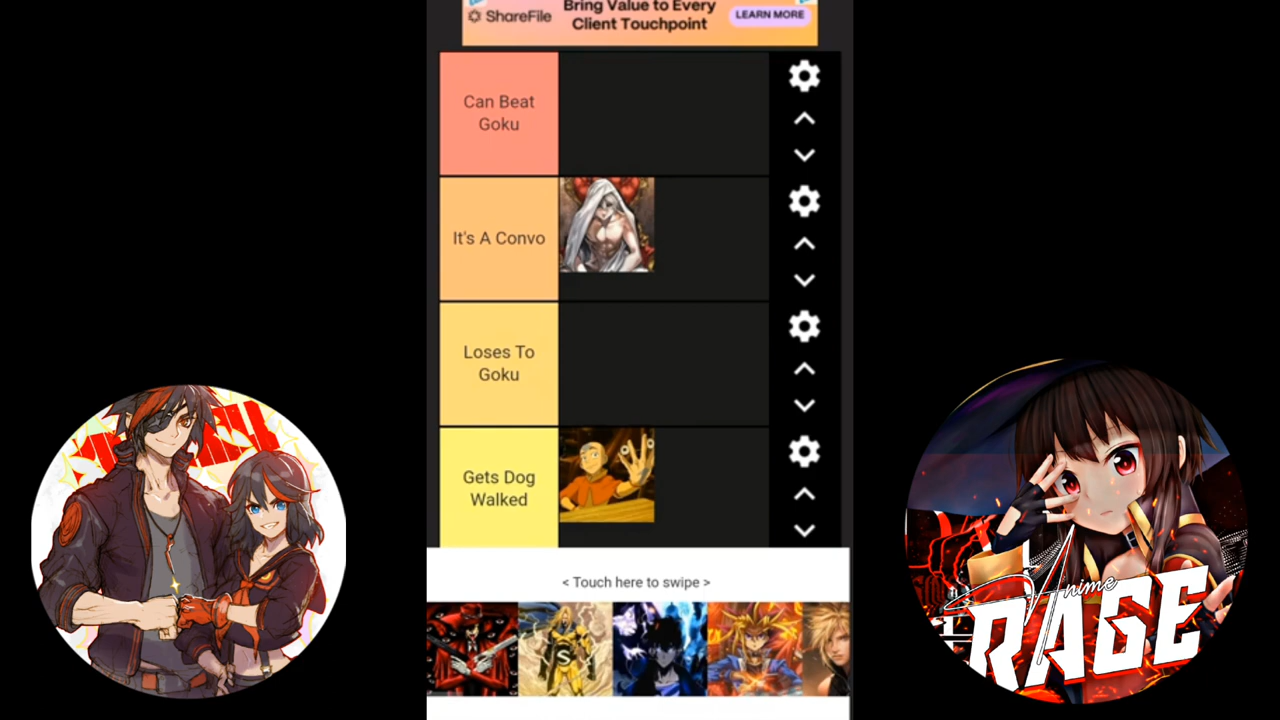 ShareFile
Bring Value to Every
Client Touchpoint
LEARN MORE
Can Beat
Goku
It's A Convo
Loses To
Goku
Gets Dog
Walked
< Touch here to swipe >
S
Anime
RAGE